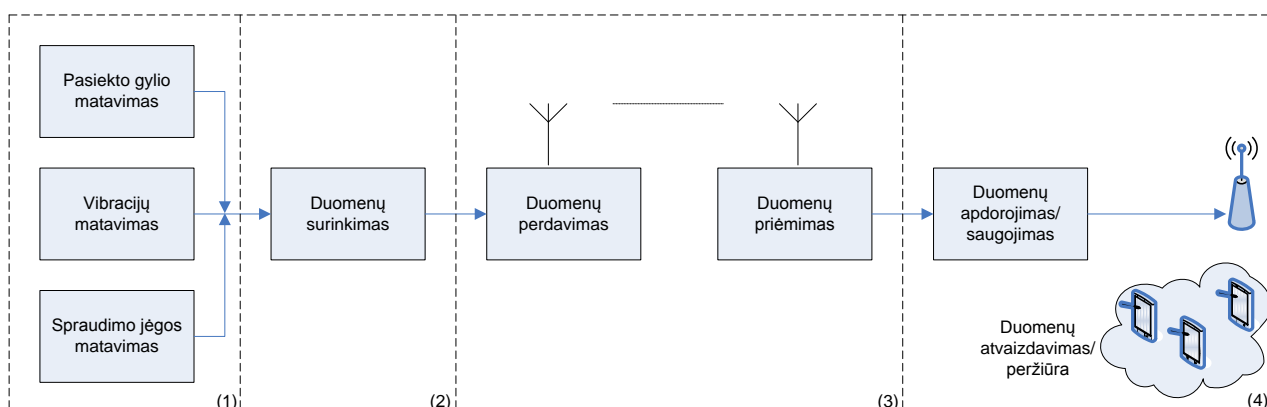 Pasiekto gylio
matavimas
Vibracijų
matavimas
Spraudimo jėgos
matavimas
(1)
Duomenų
surinkimas
(2)
Duomenų
perdavimas
Duomenų
priėmimas
(3)
Duomenų
apdorojimas/
saugojimas
Duomenų
atvaizdavimas/
peržiūra
(4)